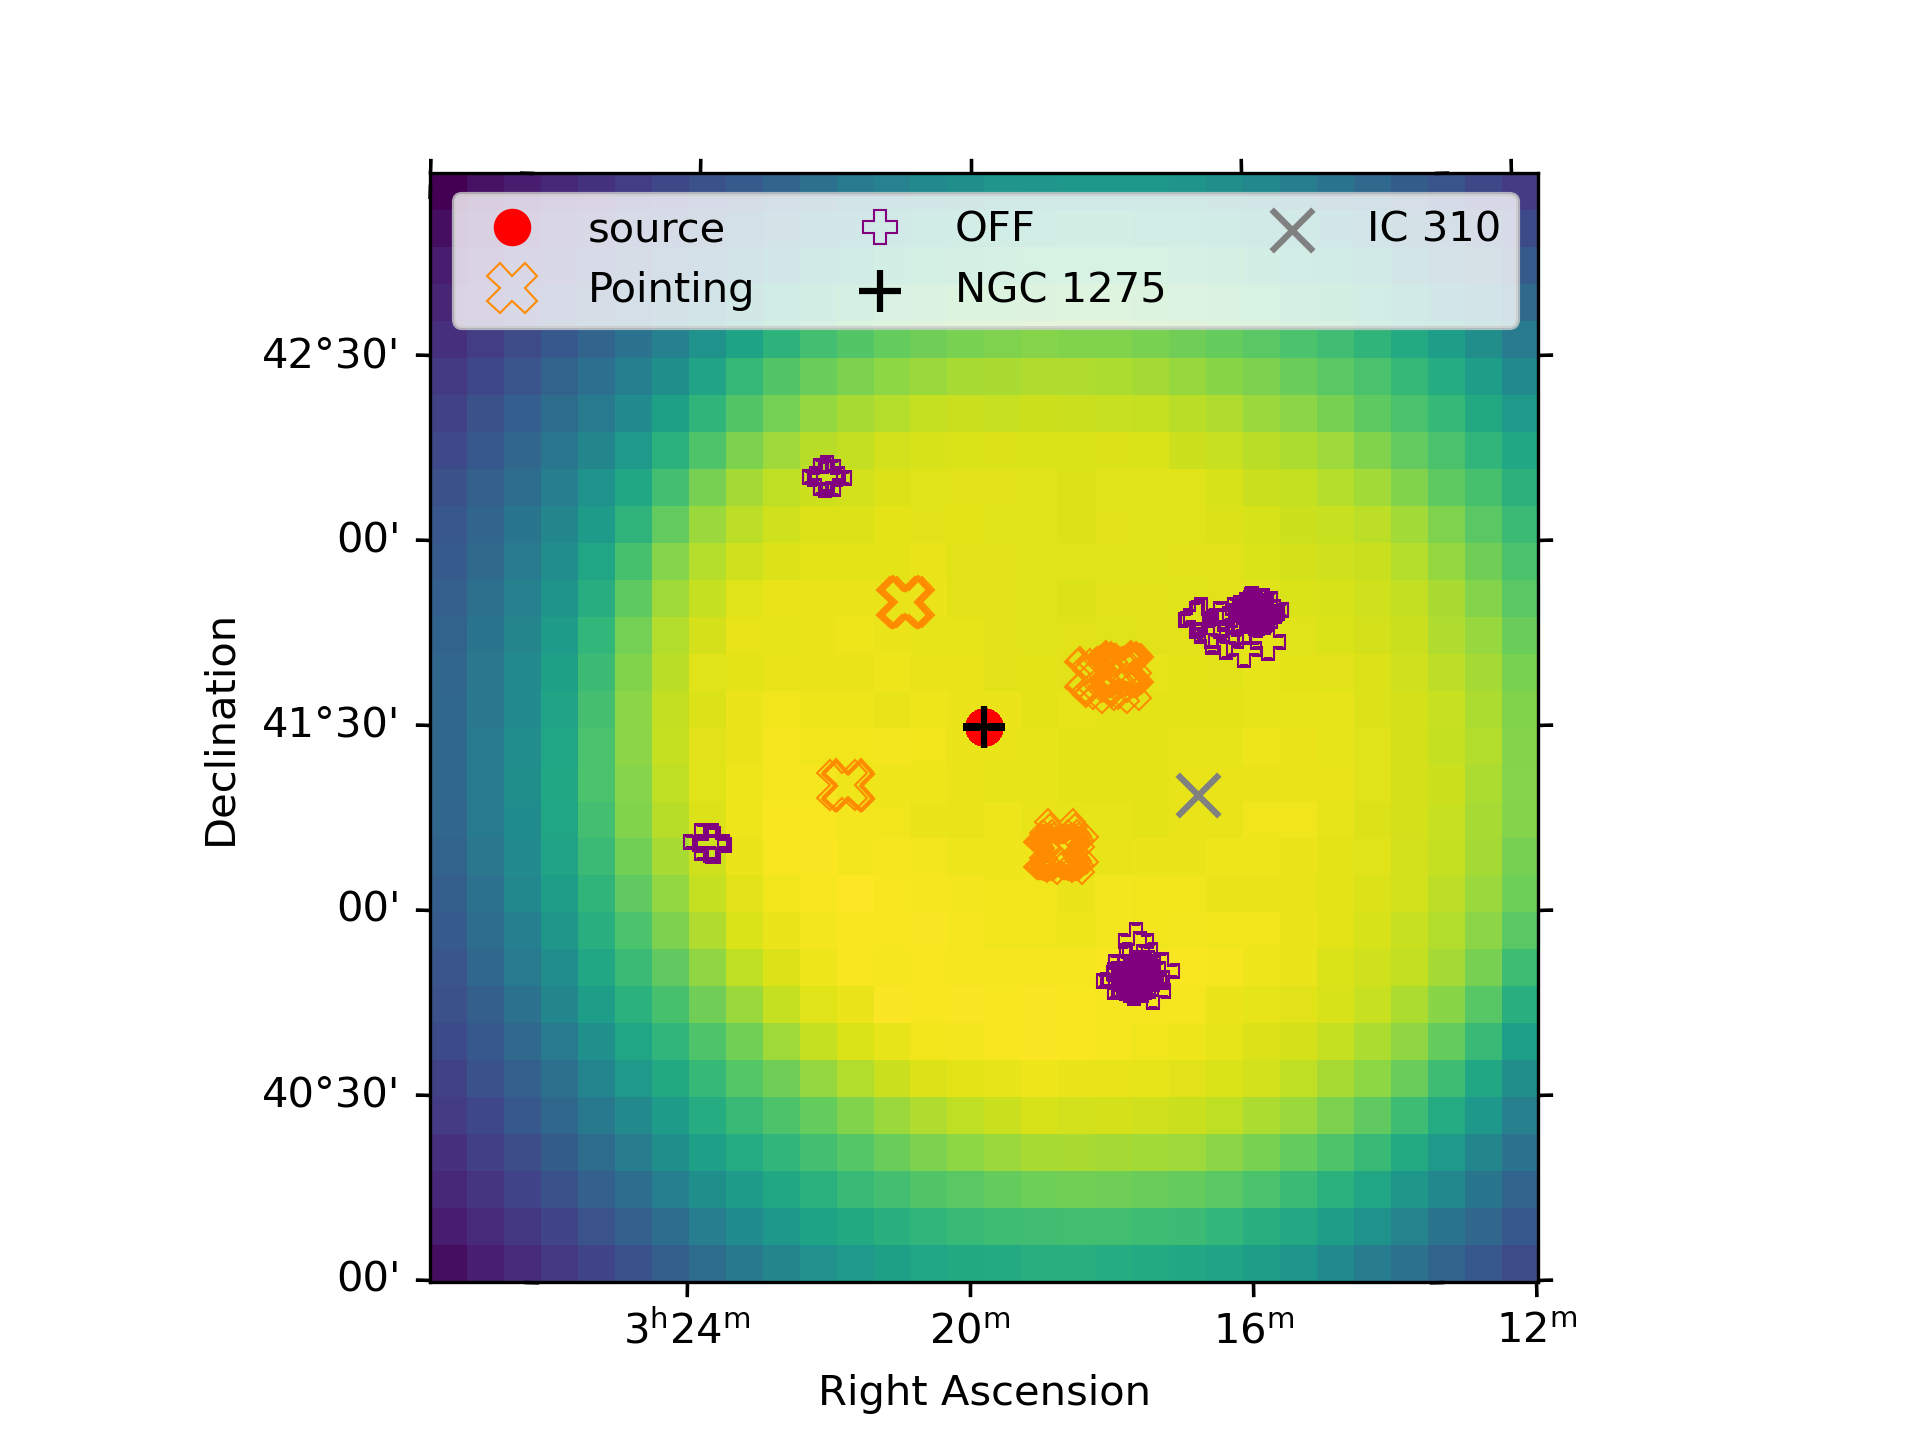 source
OFF
IC 310
Pointing
NGC 1275
42°30'
00'
41°30'
00'
40°30'
00'
Declination
3ʰ24ᵐ
20ᵐ
16ᵐ
12ᵐ
Right Ascension